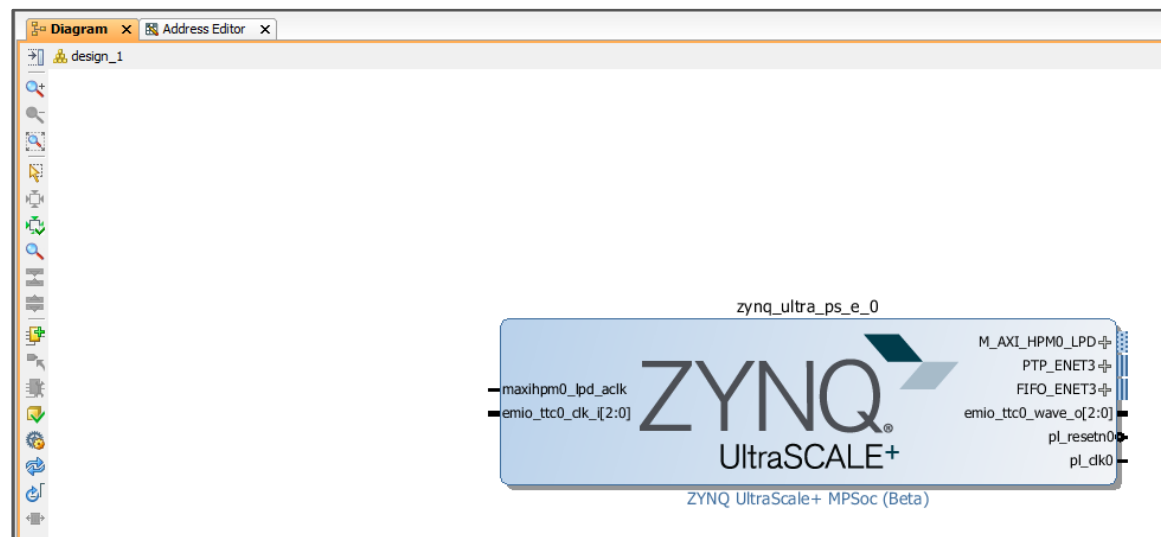 Diagram X Address Editor X
design_1
zynq_ultra_ps_e_0
M_AXI_HPM0_LPD
PTP_ENET3
maxihpm0_lpd_aclk FIFO_ENET3
emio_ttc0_clk_i[2:0] emio_ttc0_wave_o[2:0]
pl_resetn0
pl_clk0
ZYNQ®
UltraSCALE+
ZYNQ UltraScale+ MPSoc (Beta)